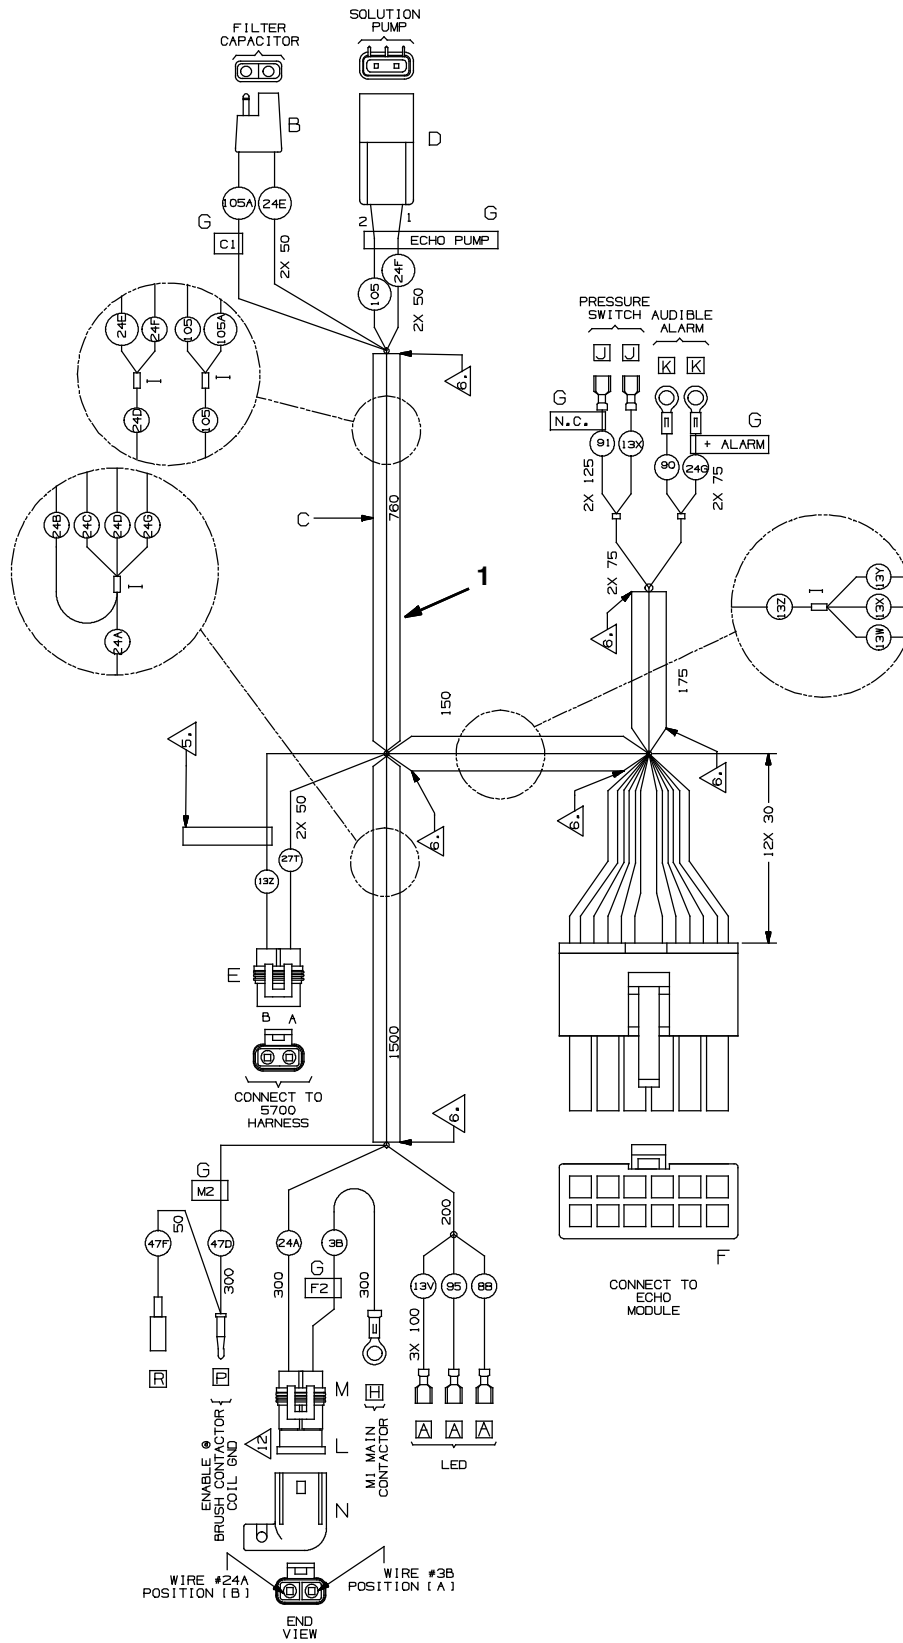 FILTER
CAPACITOR
SOLUTION
PUMP
B
D
105A
24E
G
C1
2X 50
2
1
G
ECHO PUMP
105
24F
2X 50
24E
24F
105
105A
I
I
24D
105
6.
PRESSURE
SWITCH
AUDIBLE
ALARM
J
J
K
K
G
N.C.
G
+ ALARM
91
13X
90
24G
2X 125
2X 75
24B
24C
24D
24G
I
24A
C
760
1
2X 75
6.
13Z
I
13Y
13X
13W
150
175
5.
6.
6.
6.
2X 50
12X 30
13Z
27T
E
B
A
CONNECT TO
5700
HARNESS
1500
6.
F
CONNECT TO
ECHO
MODULE
G
M2
50
47F
47D
300
24A
300
3B
G
F2
300
200
13V
95
88
3X 100
R
P
ENABLE @
BRUSH CONTACTOR
COIL GND
12
M
L
N
H
M1 MAIN
CONTACTOR
A
A
A
LED
WIRE #24A
POSITION [B]
WIRE #3B
POSITION [A]
END
VIEW